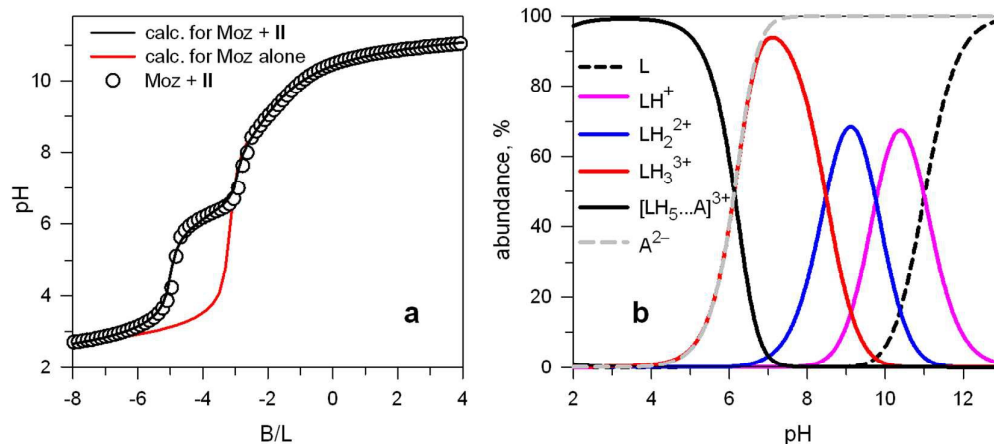 calc. for Moz + II
calc. for Moz alone
Moz + II
pH
10
8
6
4
2
-8
-6
-4
-2
0
2
4
B/L
a
abundance, %
100
80
60
40
20
0
L
LH⁺
LH₂²⁺
LH₃³⁺
[LH₅...A]³⁺
A²⁻
b
2
4
6
8
10
12
pH